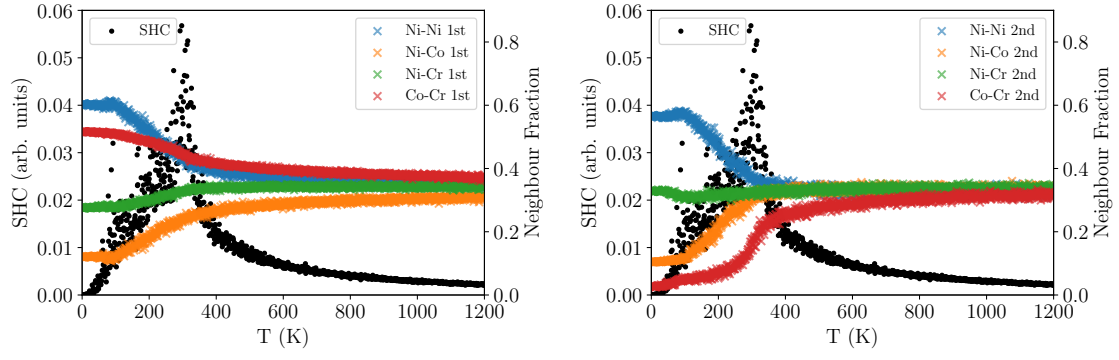 SHC
Ni-Ni 1st
Ni-Co 1st
Ni-Cr 1st
Co-Cr 1st
0.06
0.05
0.04
0.03
0.02
0.01
0.00
SHC (arb. units)
0.8
0.6
0.4
0.2
0.0
Neighbour Fraction
0 200 400 600 800 1000 1200
T (K)
SHC
Ni-Ni 2nd
Ni-Co 2nd
Ni-Cr 2nd
Co-Cr 2nd
0.06
0.05
0.04
0.03
0.02
0.01
0.00
SHC (arb. units)
0.8
0.6
0.4
0.2
0.0
Neighbour Fraction
0 200 400 600 800 1000 1200
T (K)